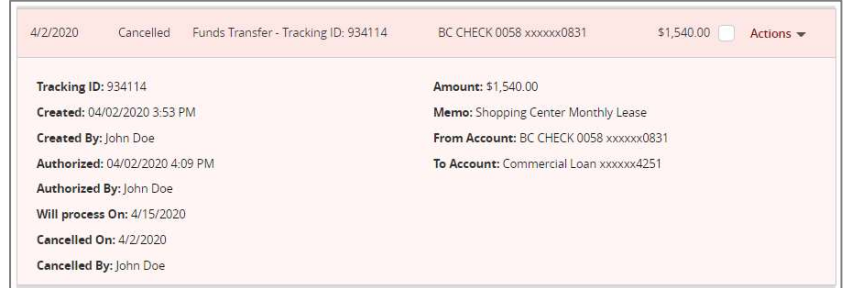 4/2/2020 Cancelled Funds Transfer - Tracking ID: 934114 BC CHECK 0058 xxxxxx0831 $1,540.00 Actions
Tracking ID: 934114
Created: 04/02/2020 3:53 PM
Created By: John Doe
Authorized: 04/02/2020 4:09 PM
Authorized By: John Doe
Will process On: 4/15/2020
Cancelled On: 4/2/2020
Cancelled By: John Doe
Amount: $1,540.00
Memo: Shopping Center Monthly Lease
From Account: BC CHECK 0058 xxxxxx0831
To Account: Commercial Loan xxxxxx4251